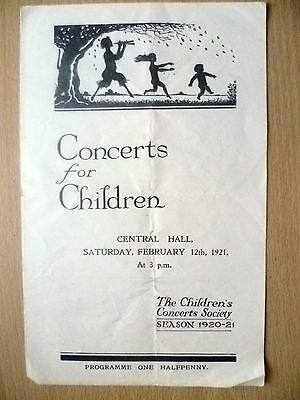 Concerts
for
Children
CENTRAL HALL,
SATURDAY, FEBRUARY 12th, 1921,
At 3 p.m.
The Children's
Concerts Society
SEASON 1920-21
PROGRAMME ONE HALFPENNY.